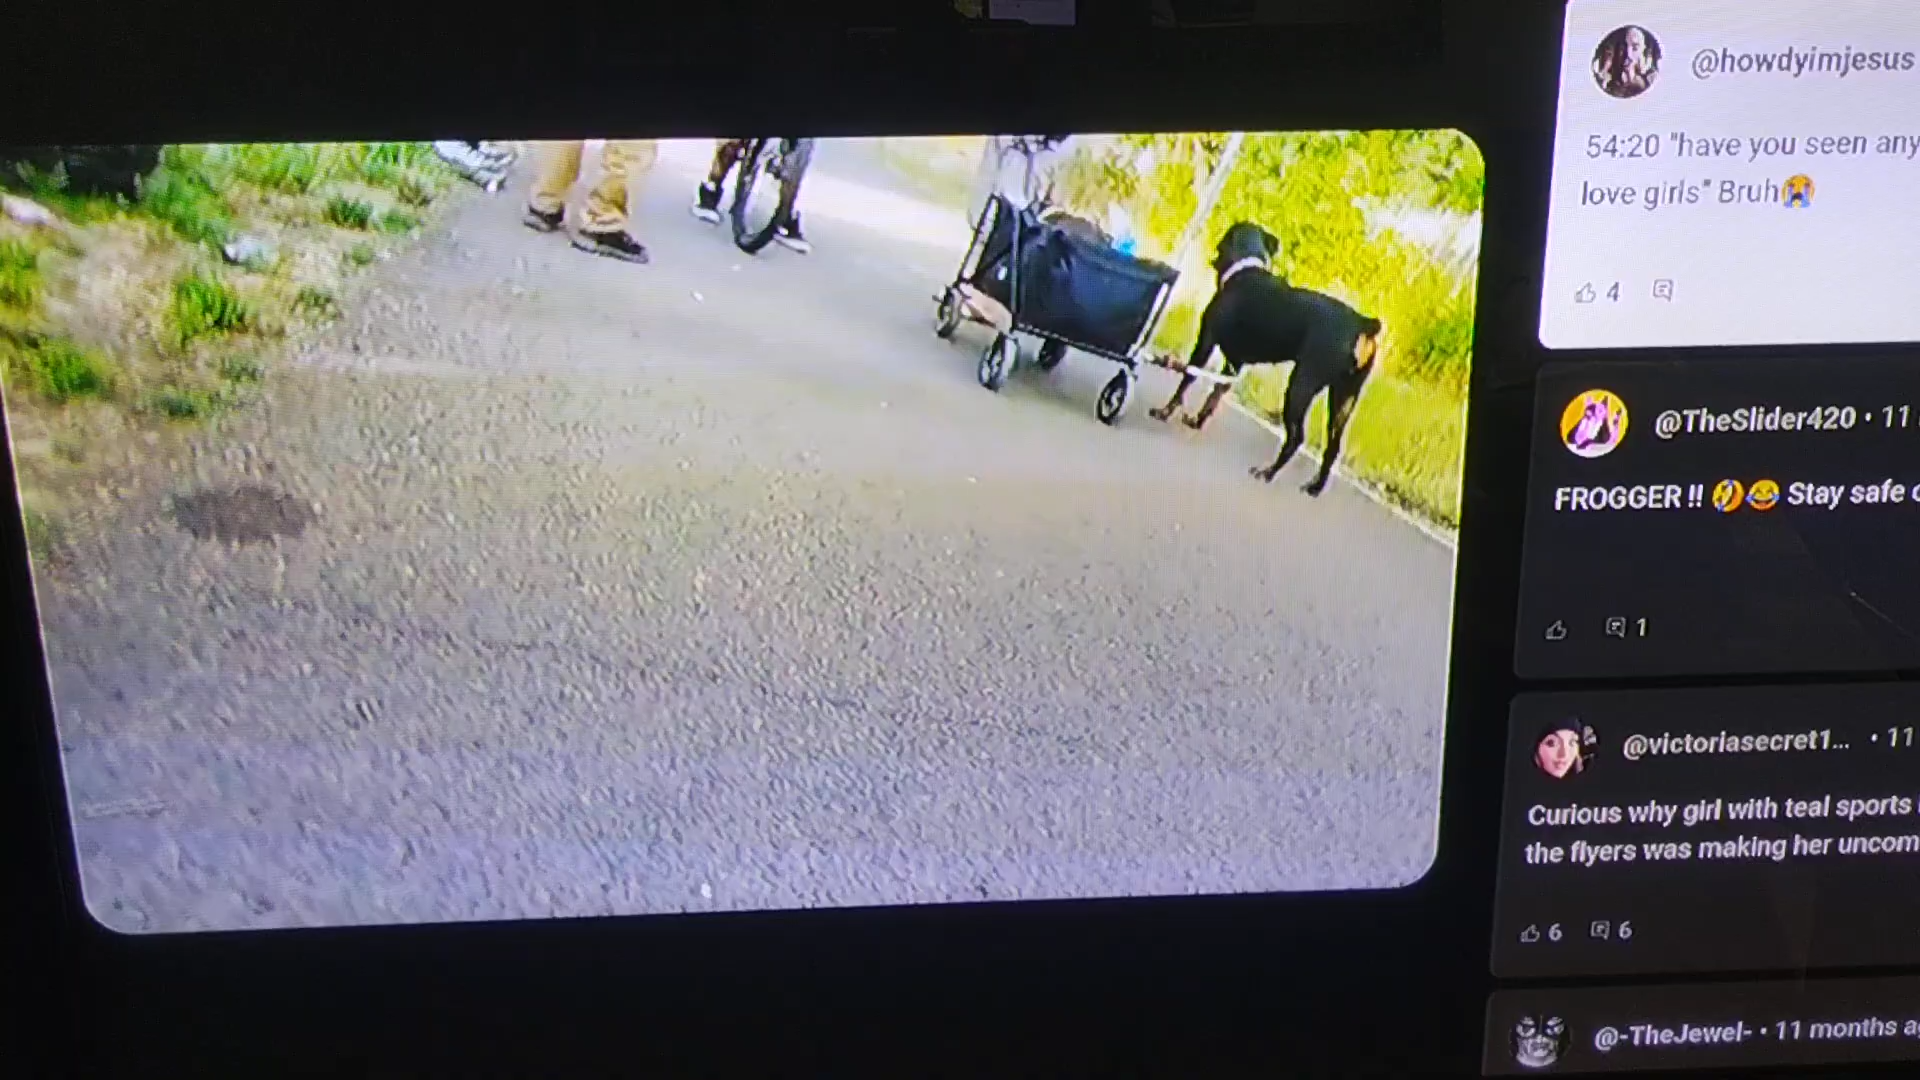 @howdyimjesus
54:20 "have you seen any
love girls" Bruh😭
4
@TheSlider420 • 11
FROGGER !! 🤣😂 Stay safe
1
@victoriasecret1... • 11
Curious why girl with teal sports
the flyers was making her uncom
6 6
@-TheJewel- • 11 months a